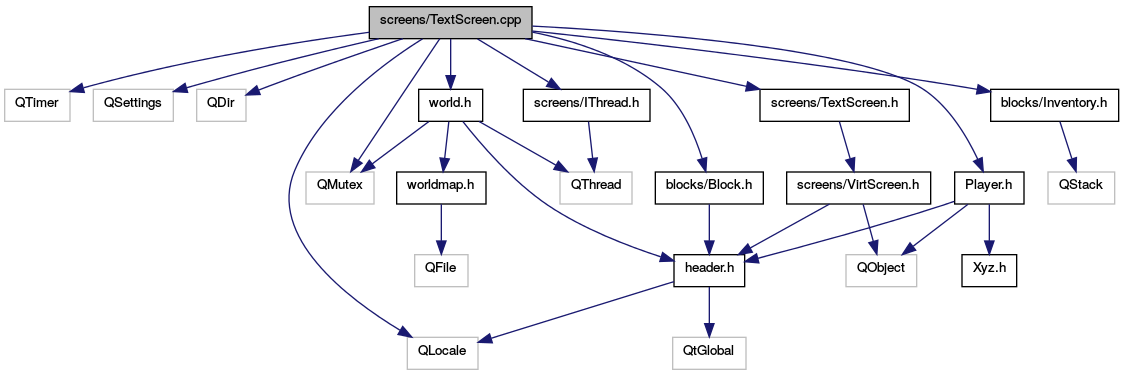 screens/TextScreen.cpp
QTimer
QSettings
QDir
world.h
screens/IThread.h
screens/TextScreen.h
blocks/Inventory.h
QMutex
worldmap.h
QThread
blocks/Block.h
screens/VirtScreen.h
Player.h
QStack
QFile
header.h
QObject
Xyz.h
QLocale
QtGlobal